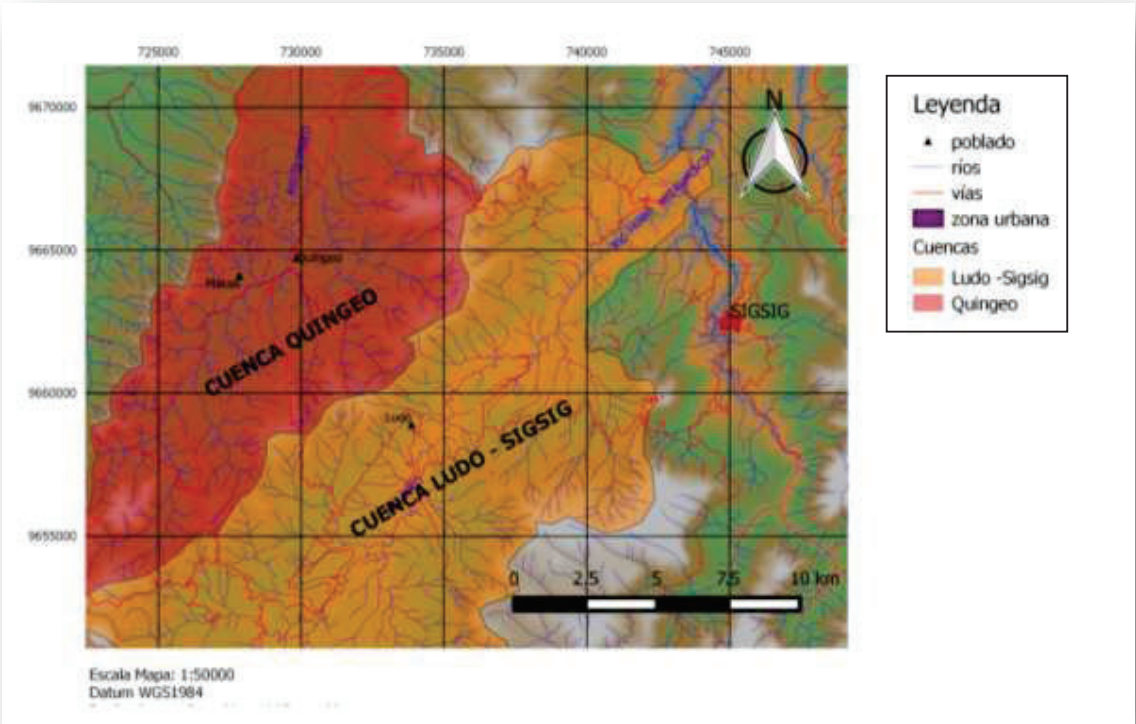 725000 730000 735000 740000 745000
9670000
9665000
9660000
9655000
N
Quingeo
CUENCA QUINGEO
SIGSIG
Ludo
CUENCA LUDO - SIGSIG
0 2.5 5 7.5 10 km
Leyenda
poblado
ríos
vías
zona urbana
Cuencas
Ludo -Sigsig
Quingeo
Escala Mapa: 1:50000
Datum WGS1984